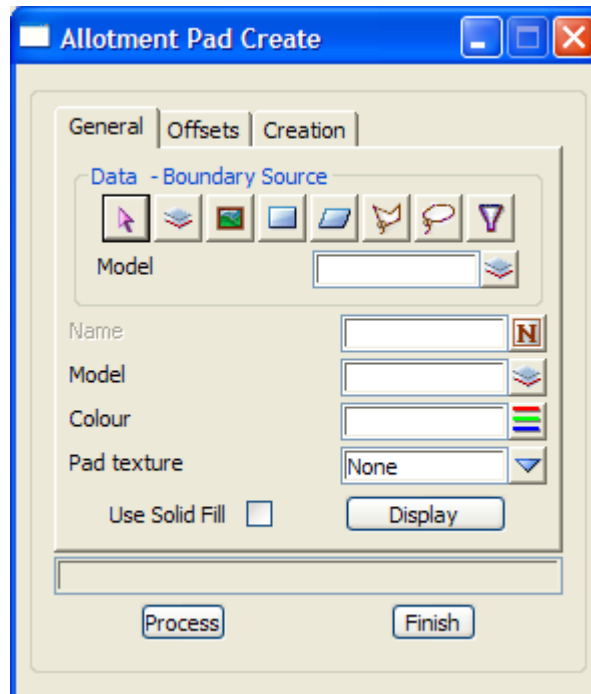 Allotment Pad Create
General Offsets Creation
Data - Boundary Source
Model
Name N
Model
Colour
Pad texture None
Use Solid Fill Display
Process Finish